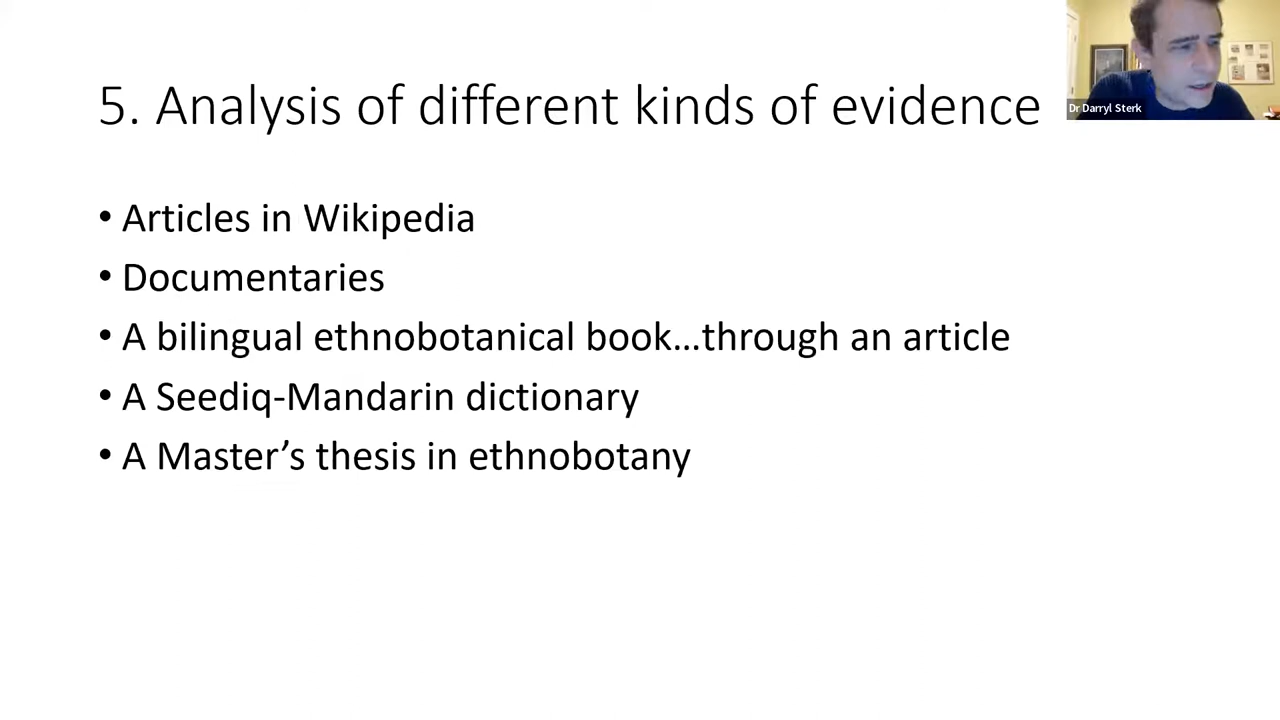 5. Analysis of different kinds of evidence
Dr Darryl Sterk
• Articles in Wikipedia
• Documentaries
• A bilingual ethnobotanical book...through an article
• A Seediq-Mandarin dictionary
• A Master’s thesis in ethnobotany